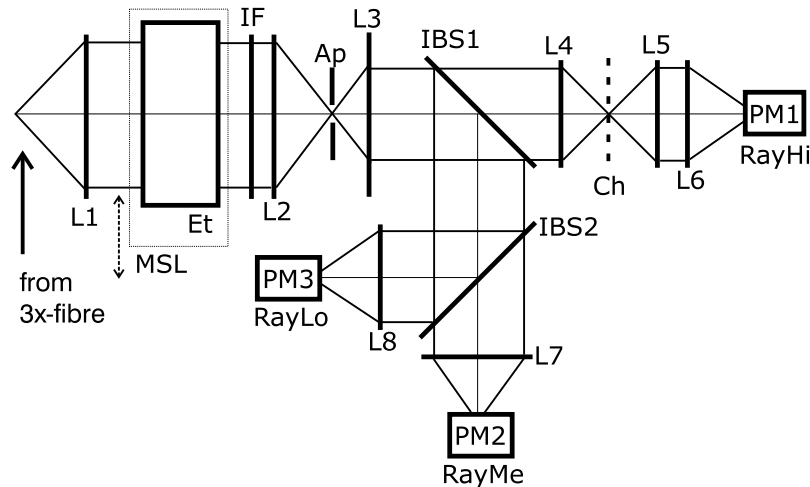 L3
IF
Ap
IBS1
L4
L5
PM1
RayHi
L1
Et
L2
Ch
L6
MSL
IBS2
from
3x-fibre
PM3
RayLo
L8
L7
PM2
RayMe